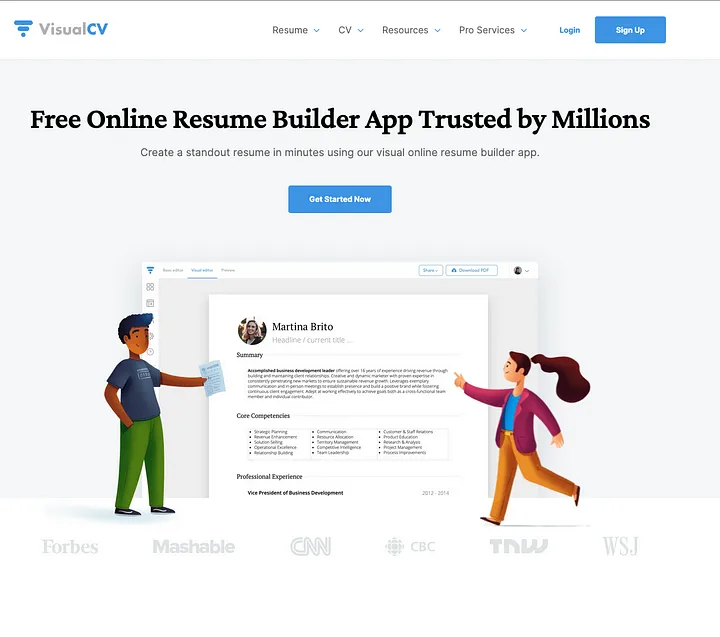 VisualCV
Resume CV Resources Pro Services Login Sign Up
Free Online Resume Builder App Trusted by Millions
Create a standout resume in minutes using our visual online resume builder app.
Get Started Now
Basic editor Visual editor Preview Share Download PDF
Martina Brito
Headline / current title ...
Summary
Accomplished business development leader offering over 16 years of experience driving revenue through
building and maintaining client relationships. Creative and dynamic marketer with proven expertise in
consistently penetrating new markets to ensure sustainable revenue growth. Leverages exemplary
communication and in-person meetings to establish presence and build a positive brand while fostering
continuous client engagement. Adept at working effectively to achieve goals both as a cross-functional team
member and individual contributor.
Core Competencies
• Strategic Planning • Communication • Customer & Staff Relations
• Revenue Enhancement • Resource Allocation • Product Education
• Solution Selling • Territory Management • Research & Analysis
• Operational Excellence • Competitive Intelligence • Project Management
• Relationship Building • Team Leadership • Process Improvements
Professional Experience
Vice President of Business Development 2012 - 2014
Forbes Mashable CNN CBC TNW WSJ